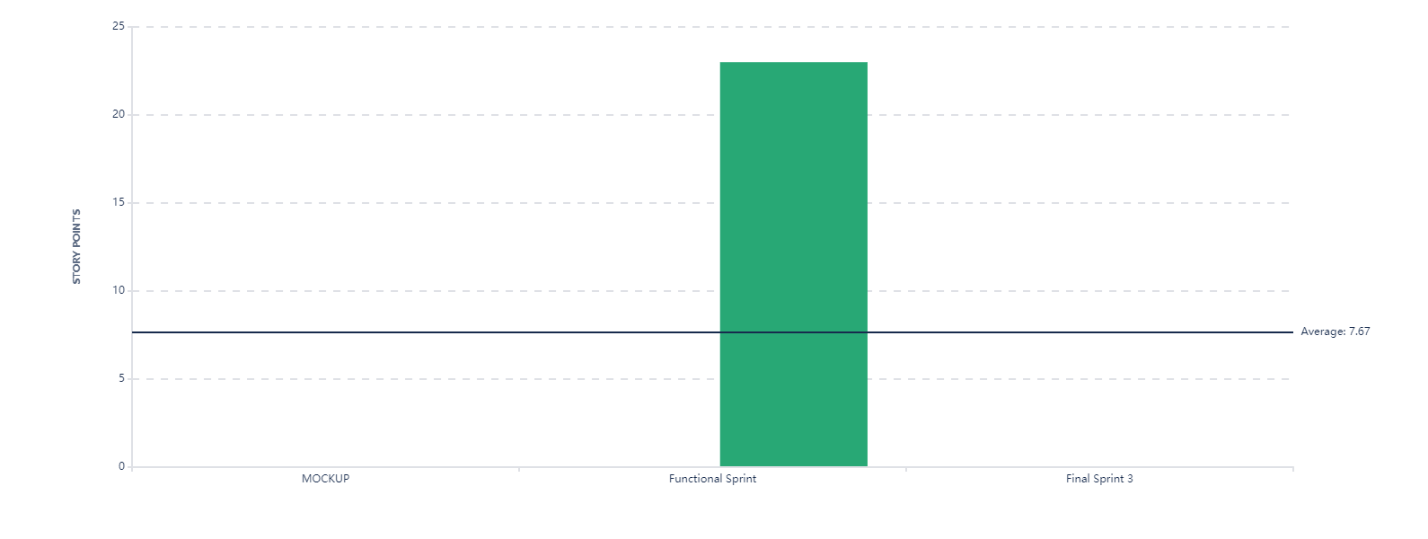 25
20
15
10
5
0
STORY POINTS
Average: 7.67
MOCKUP
Functional Sprint
Final Sprint 3